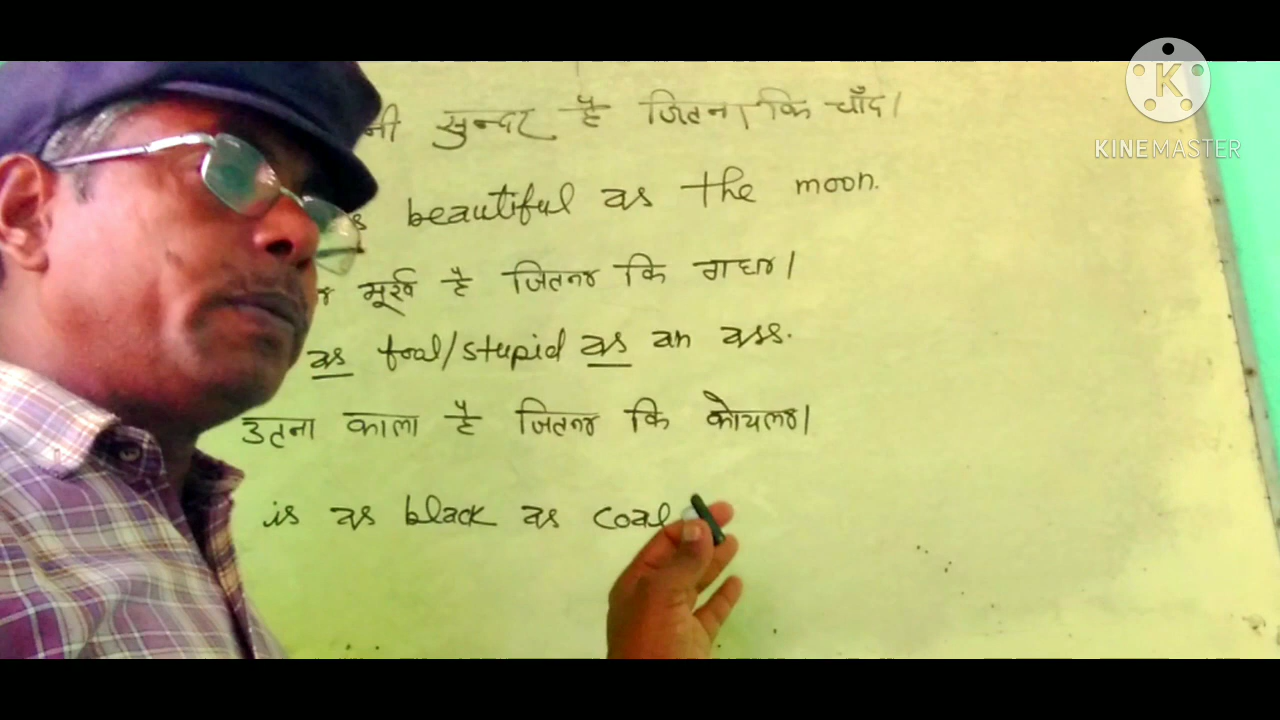 सुन्दर है जितना कि चाँद।
beautiful as the moon.
मूर्ख है जितना कि गधा।
as fool/stupid as an ass.
उतना काला है जितना कि कोयला।
is as black as coal
K
KINEMASTER